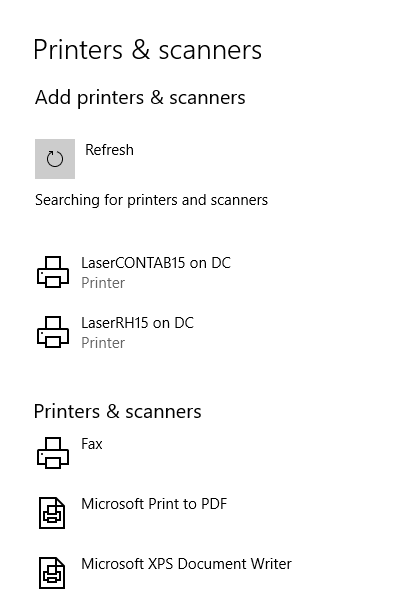 Printers & scanners
Add printers & scanners
Refresh
Searching for printers and scanners
LaserCONTAB15 on DC
Printer
LaserRH15 on DC
Printer
Printers & scanners
Fax
Microsoft Print to PDF
Microsoft XPS Document Writer